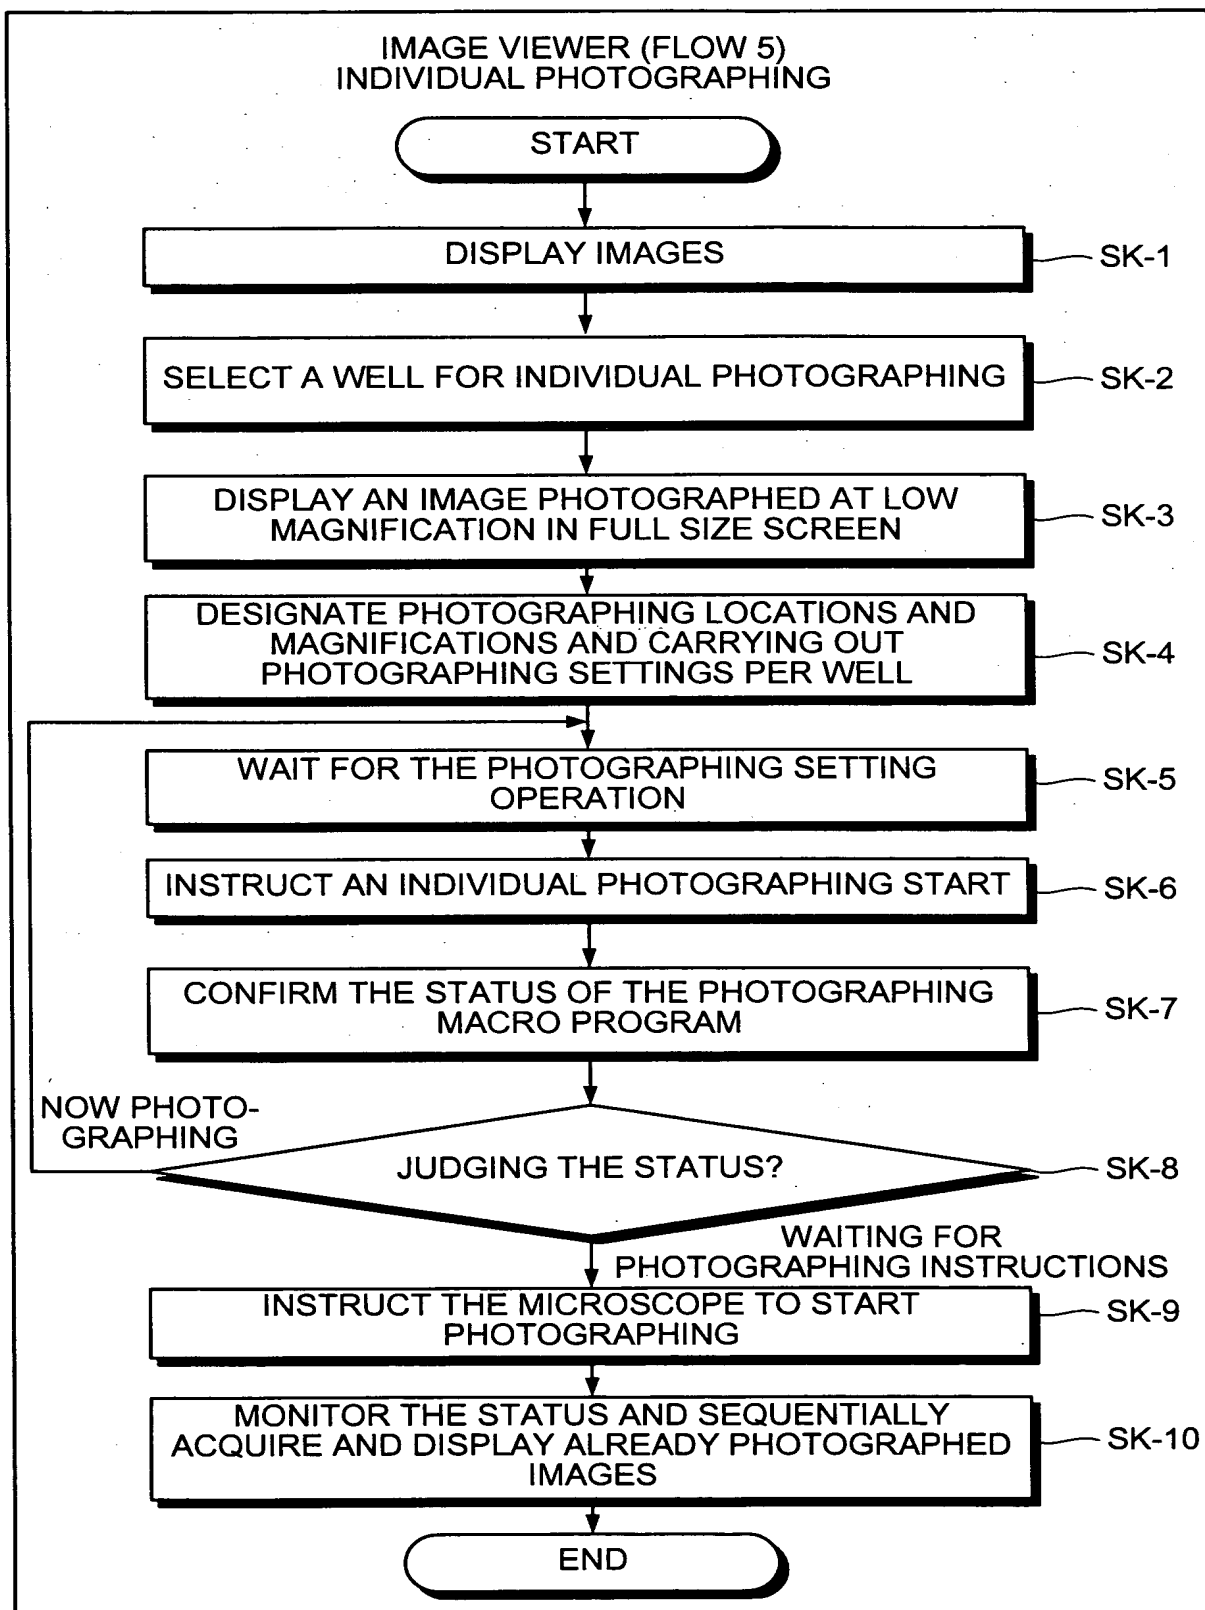 IMAGE VIEWER (FLOW 5)
INDIVIDUAL PHOTOGRAPHING
START
DISPLAY IMAGES
SK-1
SELECT A WELL FOR INDIVIDUAL PHOTOGRAPHING
SK-2
DISPLAY AN IMAGE PHOTOGRAPHED AT LOW
MAGNIFICATION IN FULL SIZE SCREEN
SK-3
DESIGNATE PHOTOGRAPHING LOCATIONS AND
MAGNIFICATIONS AND CARRYING OUT
PHOTOGRAPHING SETTINGS PER WELL
SK-4
WAIT FOR THE PHOTOGRAPHING SETTING
OPERATION
SK-5
INSTRUCT AN INDIVIDUAL PHOTOGRAPHING START
SK-6
CONFIRM THE STATUS OF THE PHOTOGRAPHING
MACRO PROGRAM
SK-7
NOW PHOTO-
GRAPHING
JUDGING THE STATUS?
SK-8
WAITING FOR
PHOTOGRAPHING INSTRUCTIONS
INSTRUCT THE MICROSCOPE TO START
PHOTOGRAPHING
SK-9
MONITOR THE STATUS AND SEQUENTIALLY
ACQUIRE AND DISPLAY ALREADY PHOTOGRAPHED
IMAGES
SK-10
END